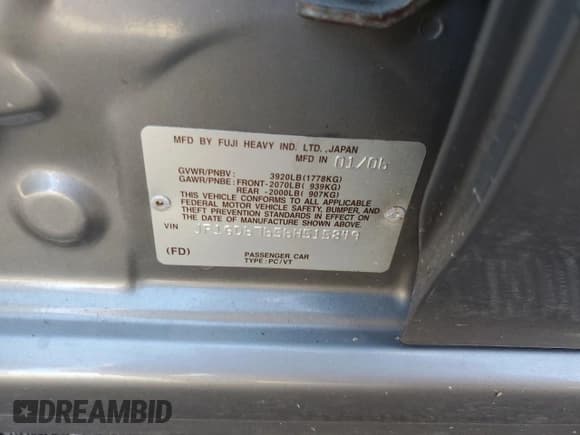 MFD BY FUJI HEAVY IND. LTD.,JAPAN
MFD IN 01/06
GVWR/PNBV : 3920LB(1778KG)
GAWR/PNBE: FRONT-2070LB( 939KG)
REAR -2000LB( 907KG)
THIS VEHICLE CONFORMS TO ALL APPLICABLE
FEDERAL MOTOR VEHICLE SAFETY, BUMPER, AND
THEFT PREVENTION STANDARDS IN EFFECT ON
THE DATE OF MANUFACTURE SHOWN ABOVE.
VIN
(FD)
PASSENGER CAR
TYPE: PC/VT
DREAMBID